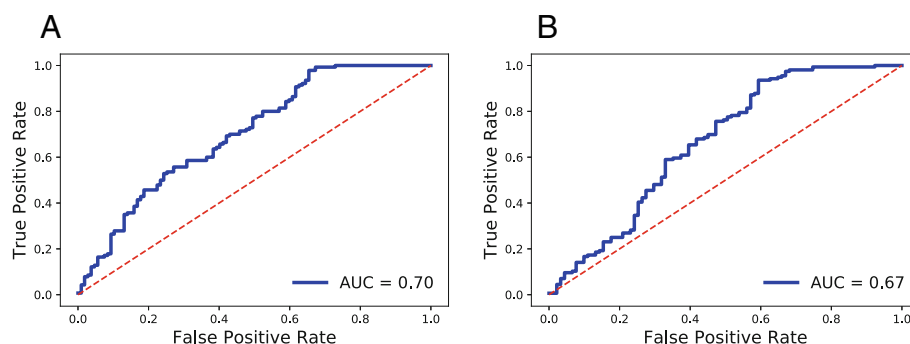 A
1.0
0.8
0.6
0.4
0.2
0.0
True Positive Rate
AUC = 0.70
0.0 0.2 0.4 0.6 0.8 1.0
False Positive Rate
B
1.0
0.8
0.6
0.4
0.2
0.0
True Positive Rate
AUC = 0.67
0.0 0.2 0.4 0.6 0.8 1.0
False Positive Rate